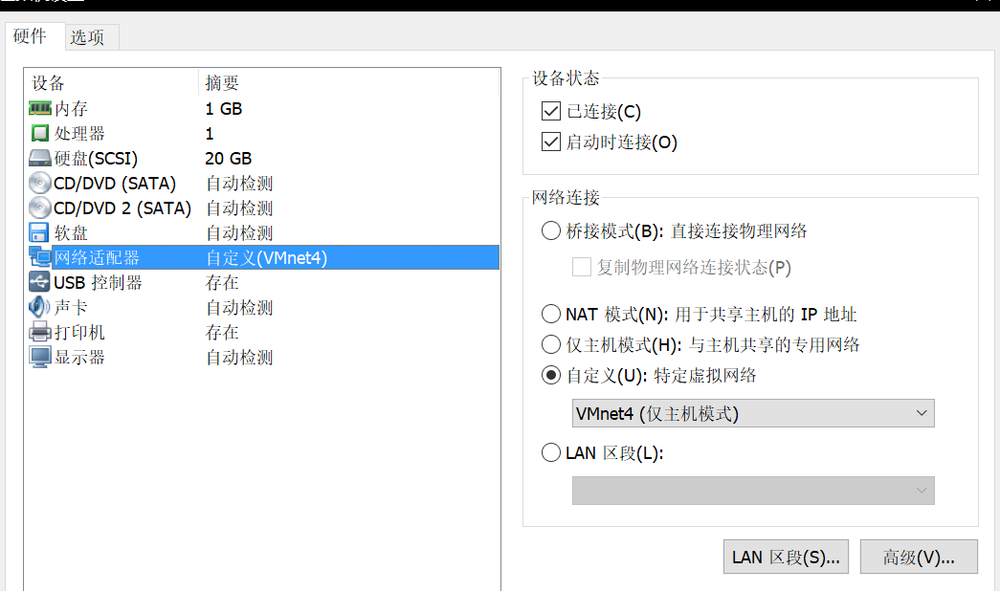 硬件 选项
设备 摘要
内存 1 GB
处理器 1
硬盘(SCSI) 20 GB
CD/DVD (SATA) 自动检测
CD/DVD 2 (SATA) 自动检测
软盘 自动检测
网络适配器 自定义(VMnet4)
USB 控制器 存在
声卡 自动检测
打印机 存在
显示器 自动检测
设备状态
已连接(C)
启动时连接(O)
网络连接
桥接模式(B): 直接连接物理网络
复制物理网络连接状态(P)
NAT 模式(N): 用于共享主机的 IP 地址
仅主机模式(H): 与主机共享的专用网络
自定义(U): 特定虚拟网络
VMnet4 (仅主机模式)
LAN 区段(L):
LAN 区段(S)... 高级(V)...